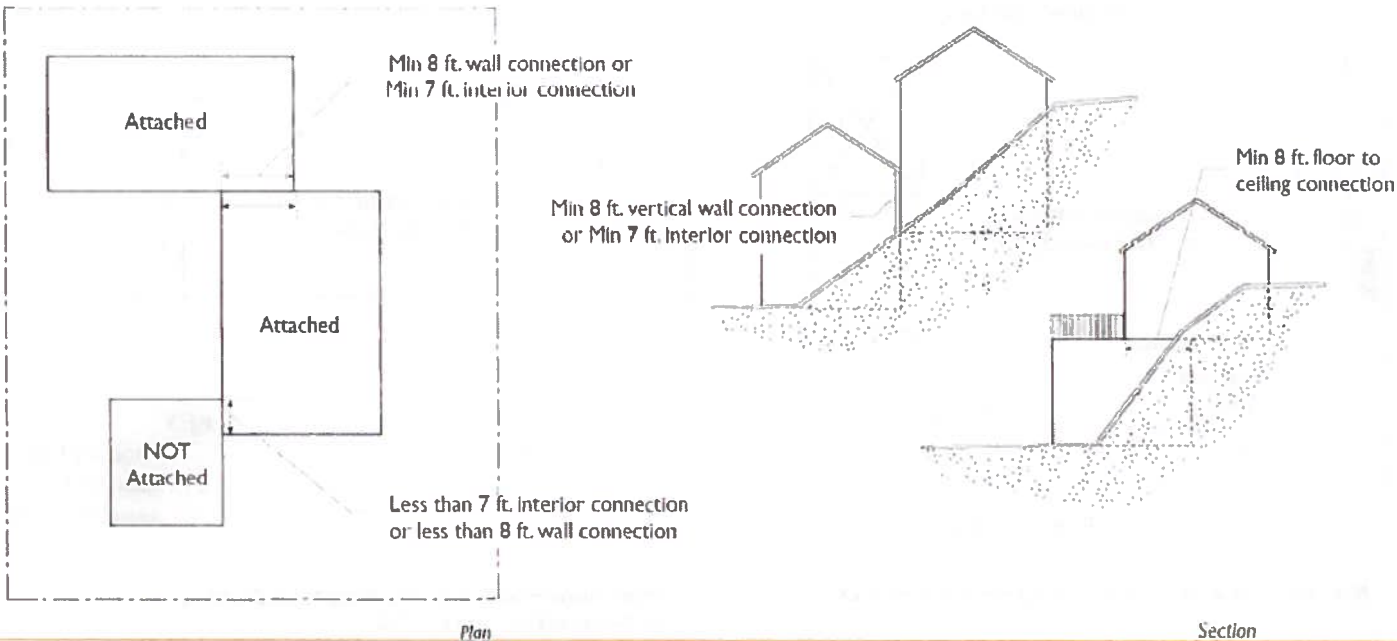 Min 8 ft. wall connection or
Min 7 ft. interior connection
Attached
Attached
NOT
Attached
Less than 7 ft. interior connection
or less than 8 ft. wall connection
Plan
Min 8 ft. vertical wall connection
or Min 7 ft. interior connection
Min 8 ft. floor to
ceiling connection
Section